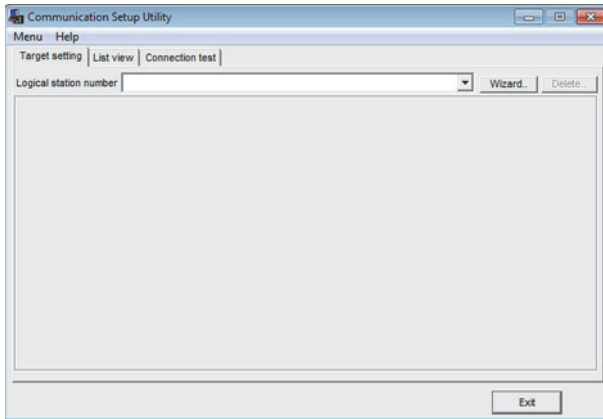 Communication Setup Utility
Menu Help
Target setting List view Connection test
Logical station number Wizard.. Delete..
Exit